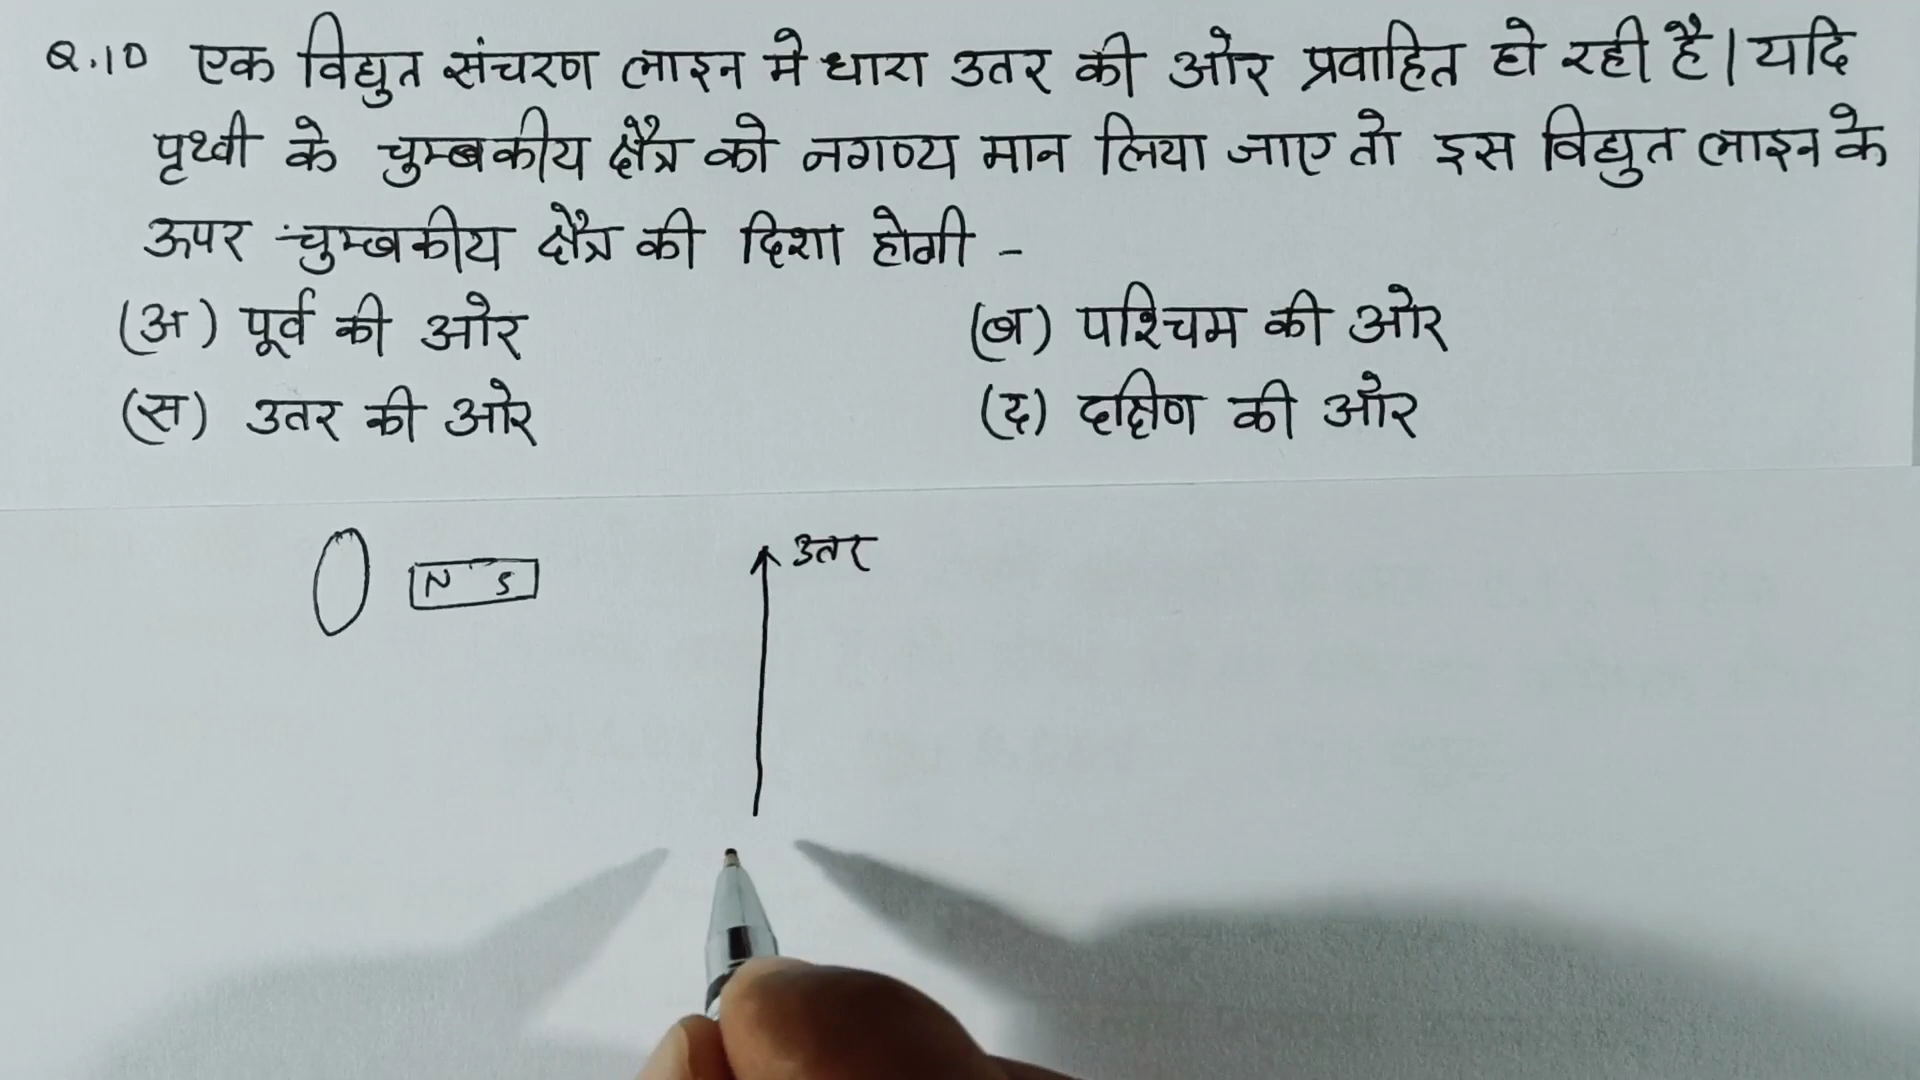 Q.10 एक विद्युत संचरण लाइन मे धारा उतर की ओर प्रवाहित हो रही है। यदि
पृथ्वी के चुम्बकीय क्षैत्र को नगण्य मान लिया जाए तो इस विद्युत लाइन के
ऊपर चुम्बकीय क्षैत्र की दिशा होगी -
(अ) पूर्व की ओर (ब) पश्चिम की ओर
(स) उतर की ओर (द) दक्षिण की ओर
N S उतर